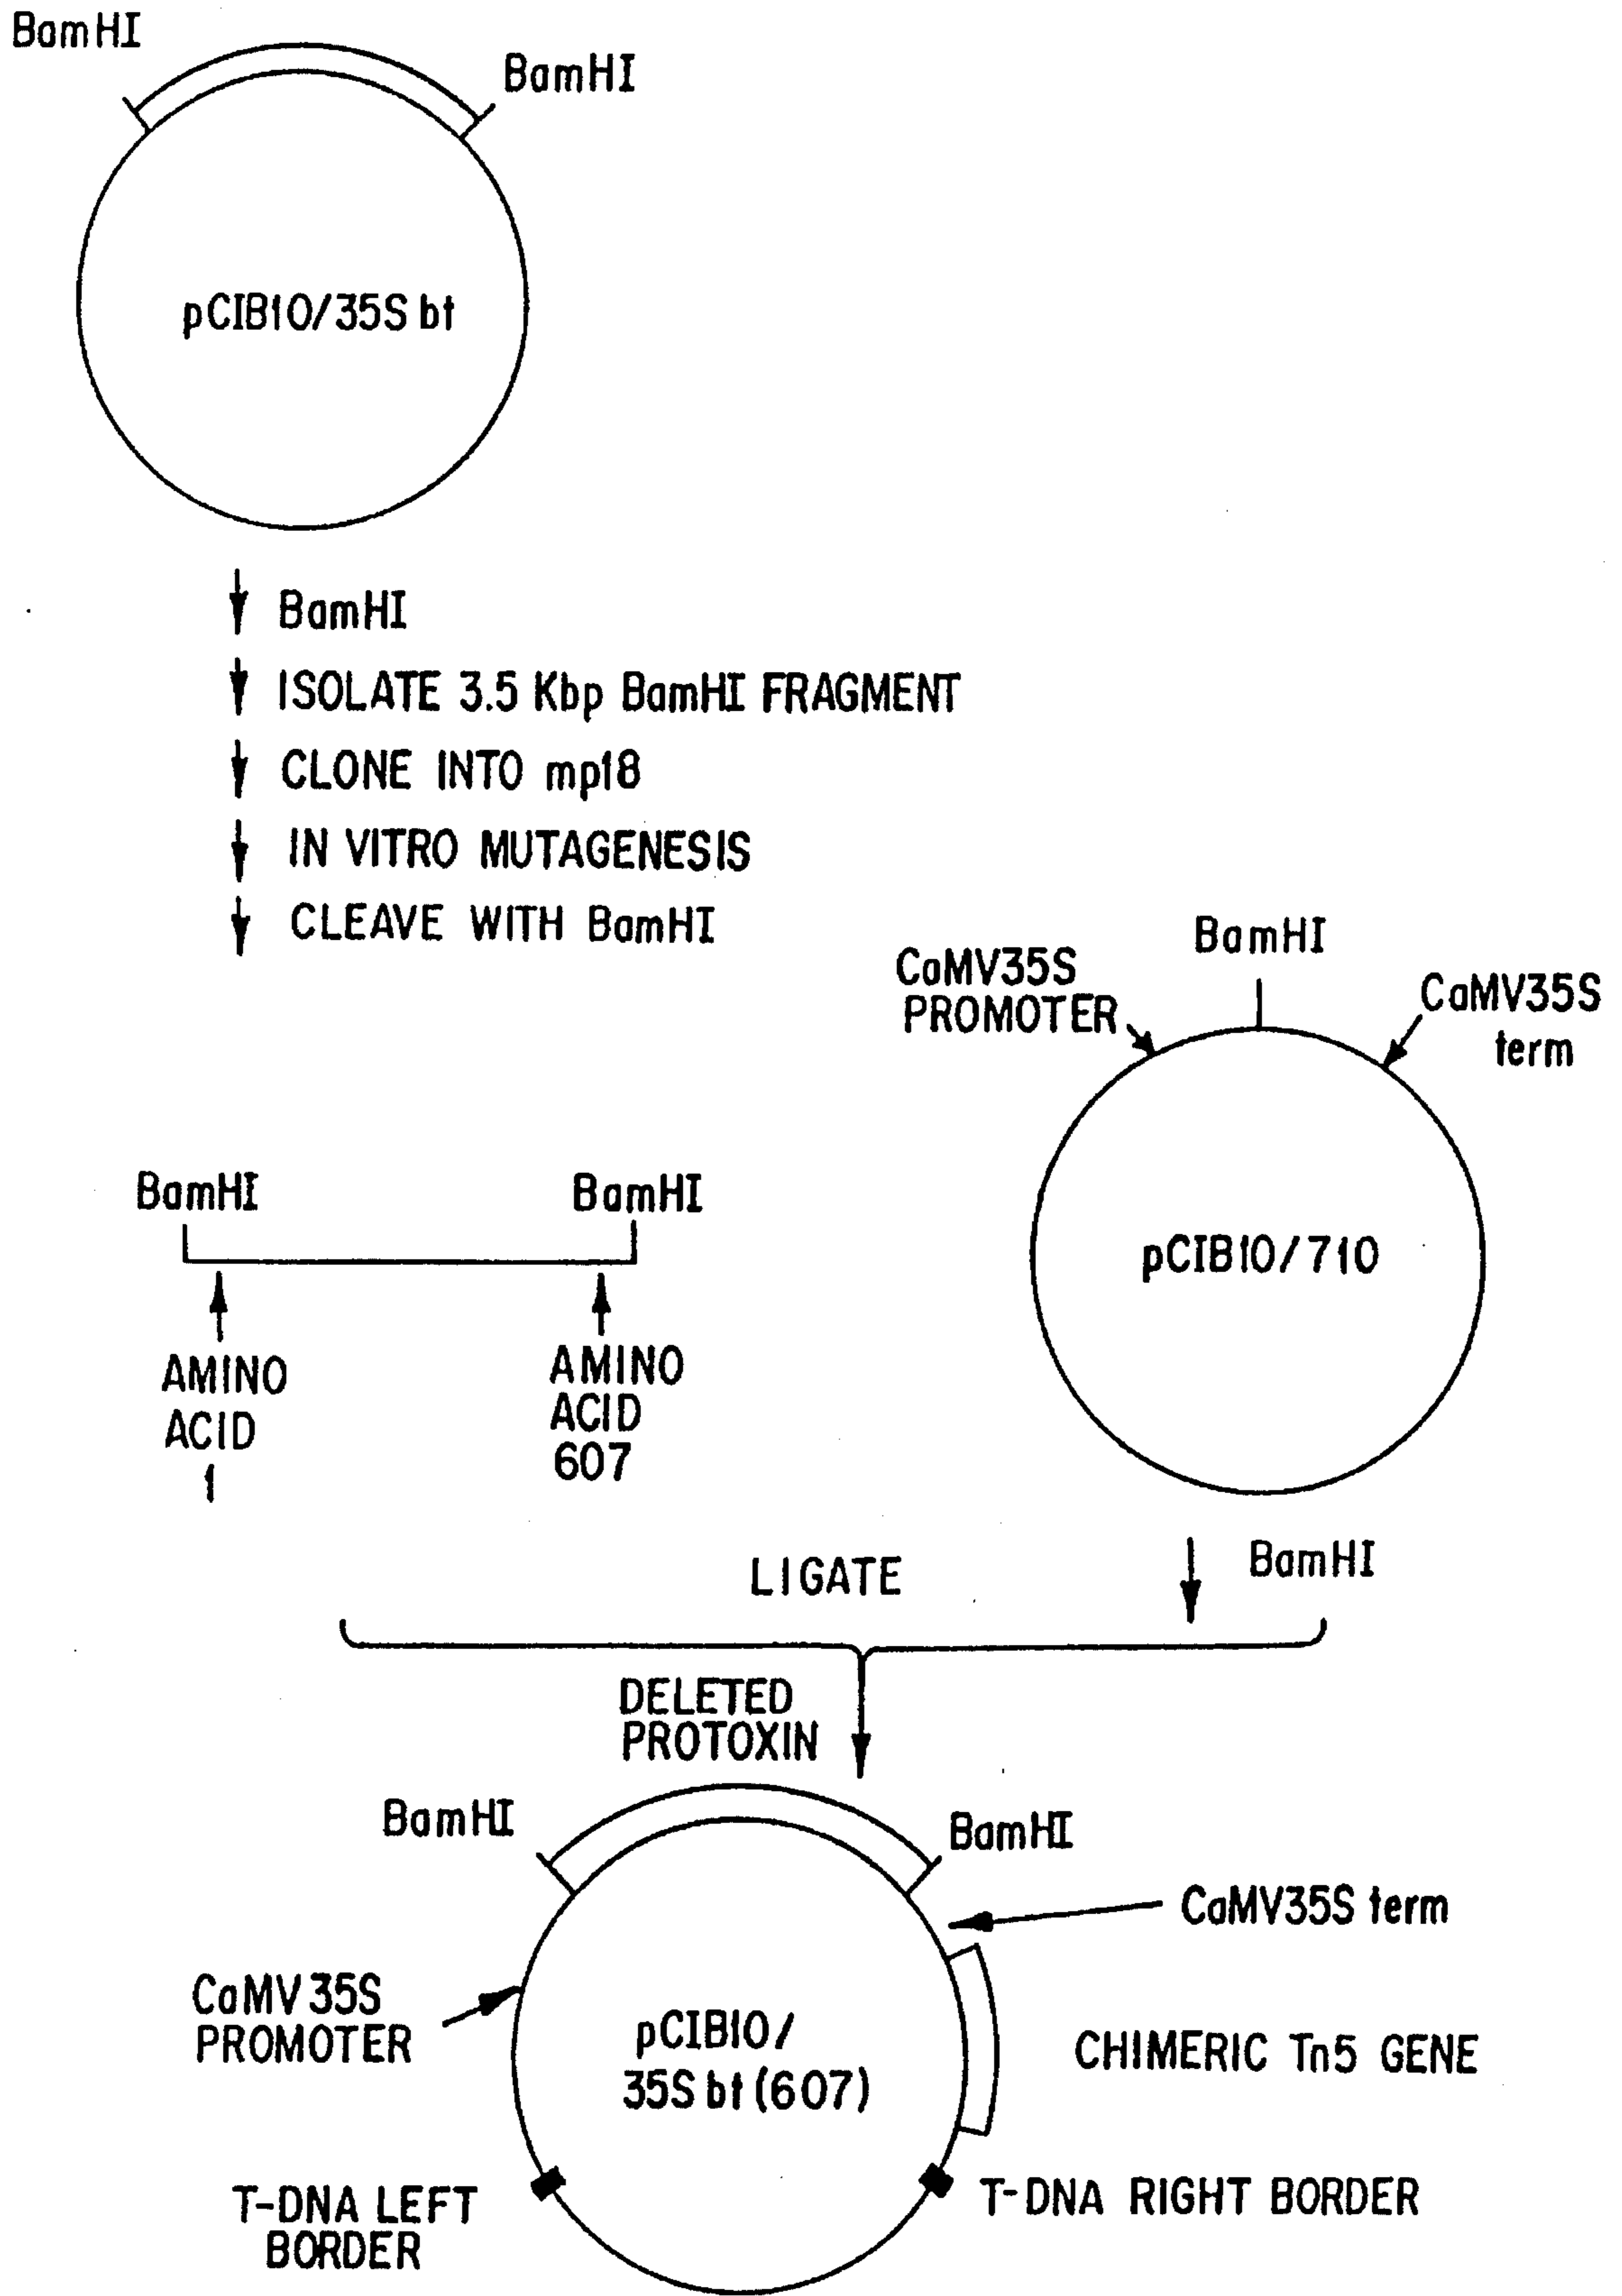 BamHI
BamHI
pCIB10/35S bt
BamHI
ISOLATE 3.5 Kbp BamHI FRAGMENT
CLONE INTO mp18
IN VITRO MUTAGENESIS
CLEAVE WITH BamHI
BamHI
CaMV35S
PROMOTER
CaMV35S
term
pCIB10/710
BamHI
BamHI
AMINO
ACID
1
AMINO
ACID
607
BamHI
LIGATE
DELETED
PROTOXIN
BamHI
BamHI
CaMV35S term
CaMV35S
PROMOTER
pCIB10/
35S bt (607)
CHIMERIC Tn5 GENE
T-DNA LEFT
BORDER
T-DNA RIGHT BORDER